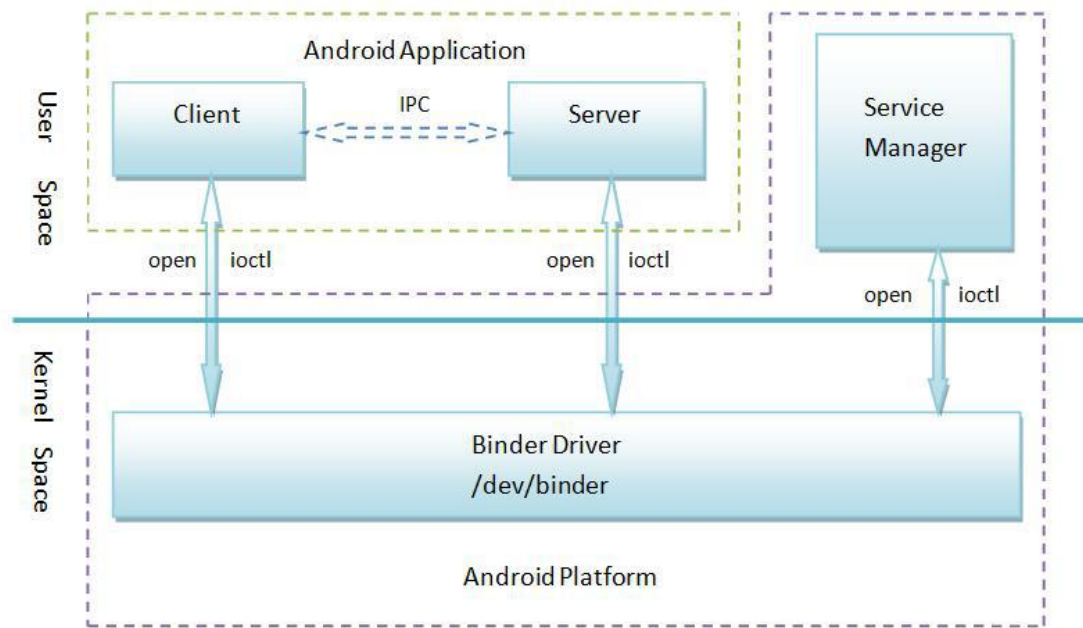 Android Application
Client
IPC
Server
Service
Manager
User Space
open ioctl
open ioctl
open ioctl
Kernel Space
Binder Driver
/dev/binder
Android Platform